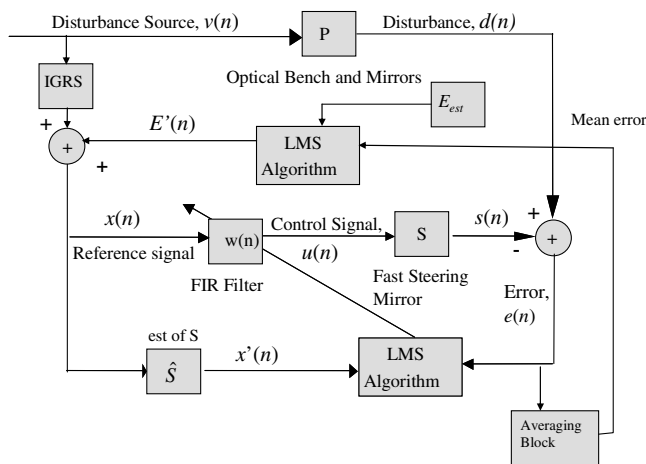 Disturbance Source, v(n)
Disturbance, d(n)
P
IGRS
Optical Bench and Mirrors
E_est
Mean error
+
E'(n)
LMS
Algorithm
+
+
x(n)
Reference signal
w(n)
FIR Filter
Control Signal,
u(n)
S
Fast Steering
Mirror
s(n)
+
+
-
Error,
e(n)
est of S
Ŝ
x'(n)
LMS
Algorithm
Averaging
Block